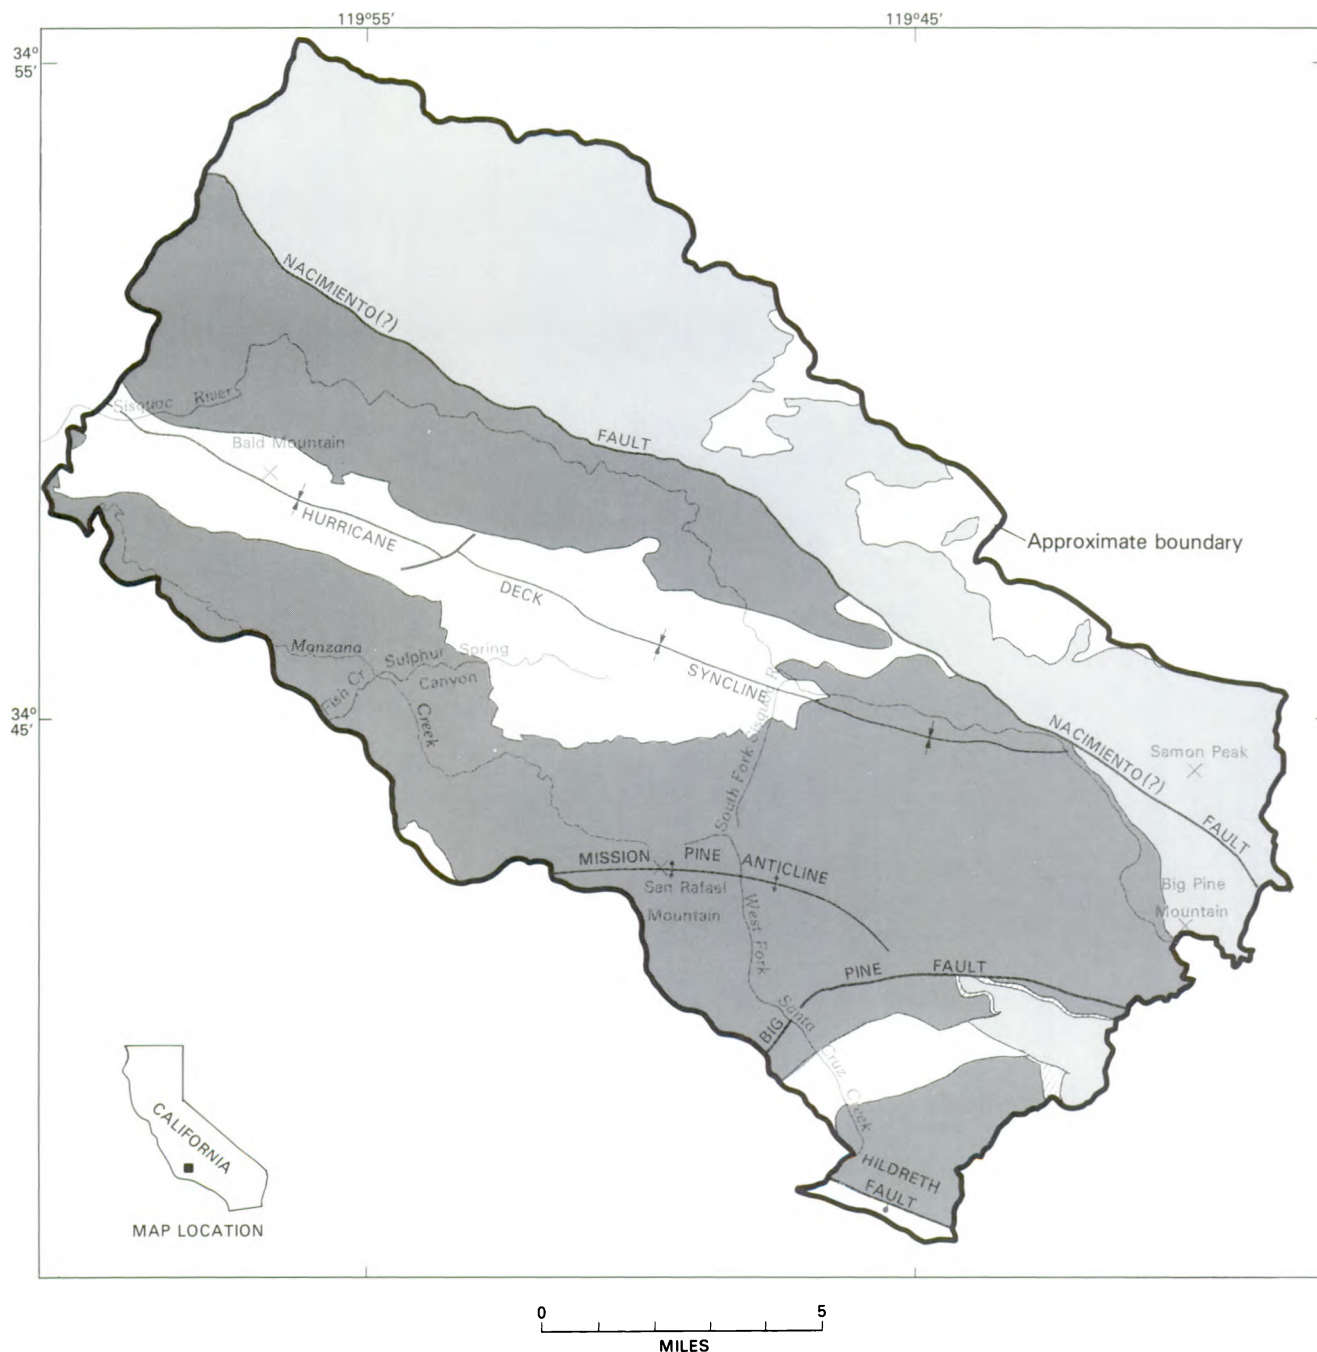 119°55′
119°45′
34°
55′
NACIMIENTO(?)
FAULT
Sisquoc River
Bald Mountain
HURRICANE
DECK
SYNCLINE
Approximate boundary
Manzana
Creek
Sulphur Spring
Canyon
Fish Cr
34°
45′
South Fork Sisquoc R
NACIMIENTO(?)
FAULT
Samon Peak
MISSION PINE ANTICLINE
San Rafael
Mountain
Big Pine
Mountain
West Fork
Santa
Cruz
Creek
BIG
PINE
FAULT
HILDRETH
FAULT
CALIFORNIA
MAP LOCATION
0
5
MILES